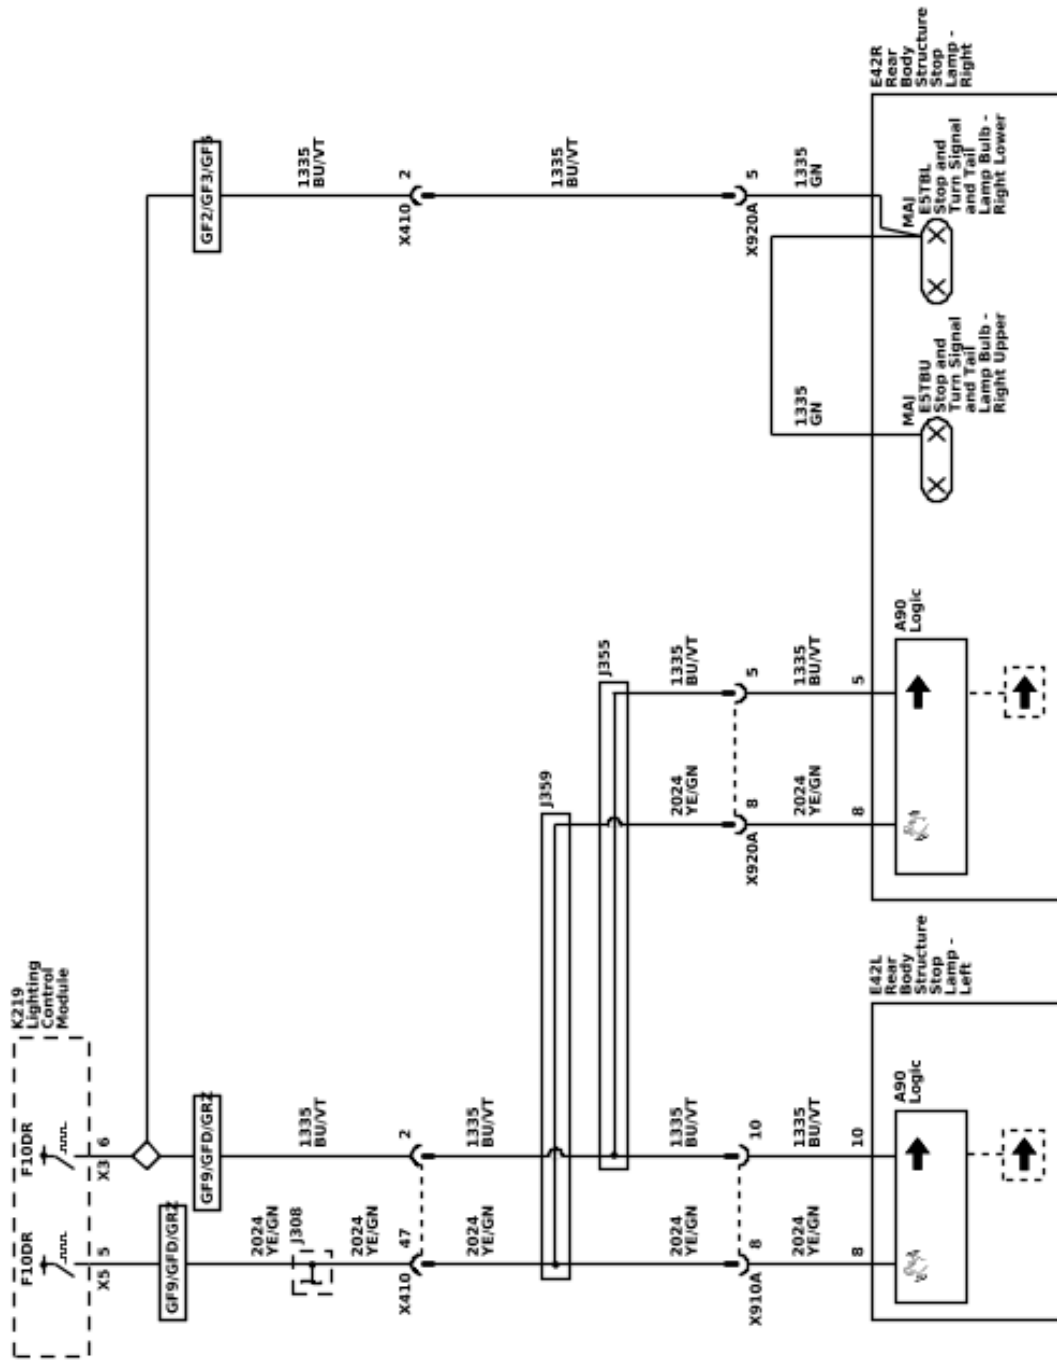 K219
Lighting
Control
Module
F10DR
F10DR
X5
5
X3
6
GF9/GFD/GRZ
GF9/GFD/GRZ
GF2/GF3/GF5
2024
YE/GN
J308
1335
BU/VT
1335
BU/VT
2024
YE/GN
X410
47
2
X410
2
2024
YE/GN
1335
BU/VT
1335
BU/VT
J359
J355
2024
YE/GN
1335
BU/VT
2024
YE/GN
1335
BU/VT
X910A
8
10
X920A
8
5
X920A
5
2024
YE/GN
1335
BU/VT
2024
YE/GN
1335
BU/VT
1335
GN
1335
GN
8
10
8
5
E42L
Rear
Body
Structure
Stop
Lamp -
Left
A90
Logic
E42R
Rear
Body
Structure
Stop
Lamp -
Right
A90
Logic
MAJ
E5TBU
Stop and
Turn Signal
and Tail
Lamp Bulb -
Right Upper
MAJ
E5TBL
Stop and
Turn Signal
and Tail
Lamp Bulb -
Right Lower